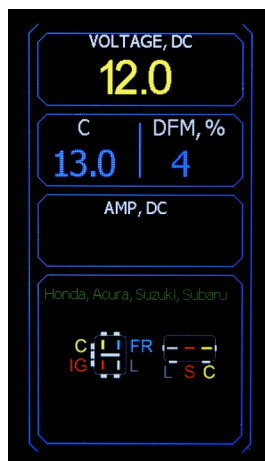 VOLTAGE, DC
12.0
C DFM, %
13.0 4
AMP, DC
Honda, Acura, Suzuki, Subaru
C FR
IG L
L S C